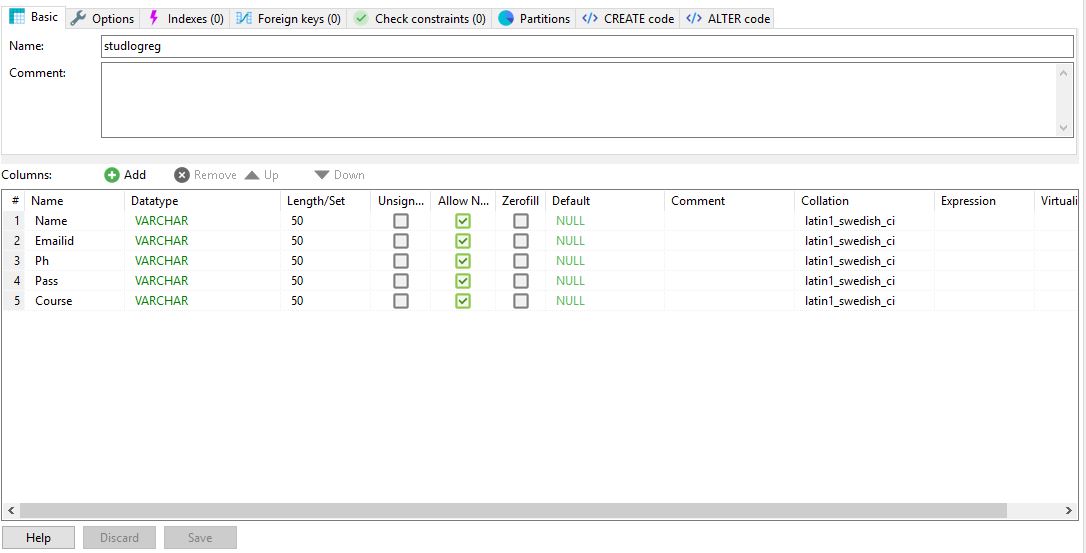 Basic Options Indexes (0) Foreign keys (0) Check constraints (0) Partitions CREATE code ALTER code
Name: studlogreg
Comment:
Columns: Add Remove Up Down
# Name Datatype Length/Set Unsign... Allow N... Zerofill Default Comment Collation Expression Virtuali
1 Name VARCHAR 50 NULL latin1_swedish_ci
2 Emailid VARCHAR 50 NULL latin1_swedish_ci
3 Ph VARCHAR 50 NULL latin1_swedish_ci
4 Pass VARCHAR 50 NULL latin1_swedish_ci
5 Course VARCHAR 50 NULL latin1_swedish_ci
Help Discard Save